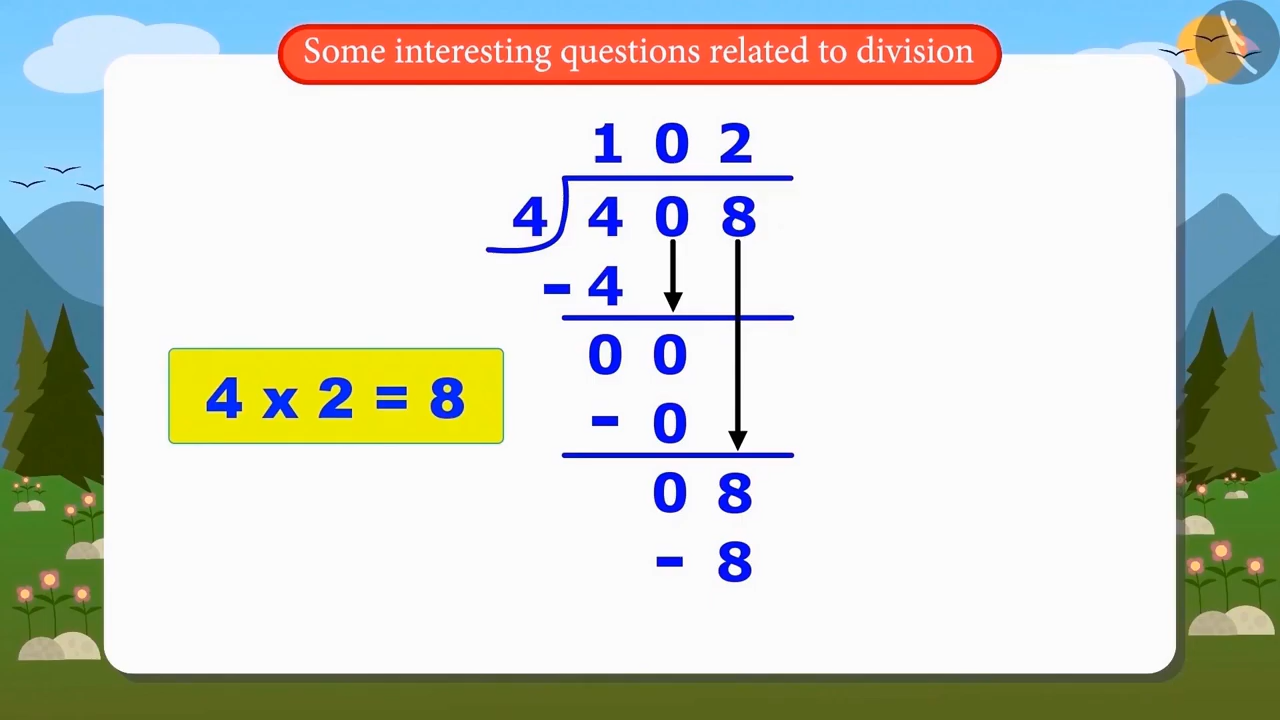 Some interesting questions related to division
1 0 2
4 4 0 8
- 4
0 0
4 x 2 = 8
- 0
0 8
- 8